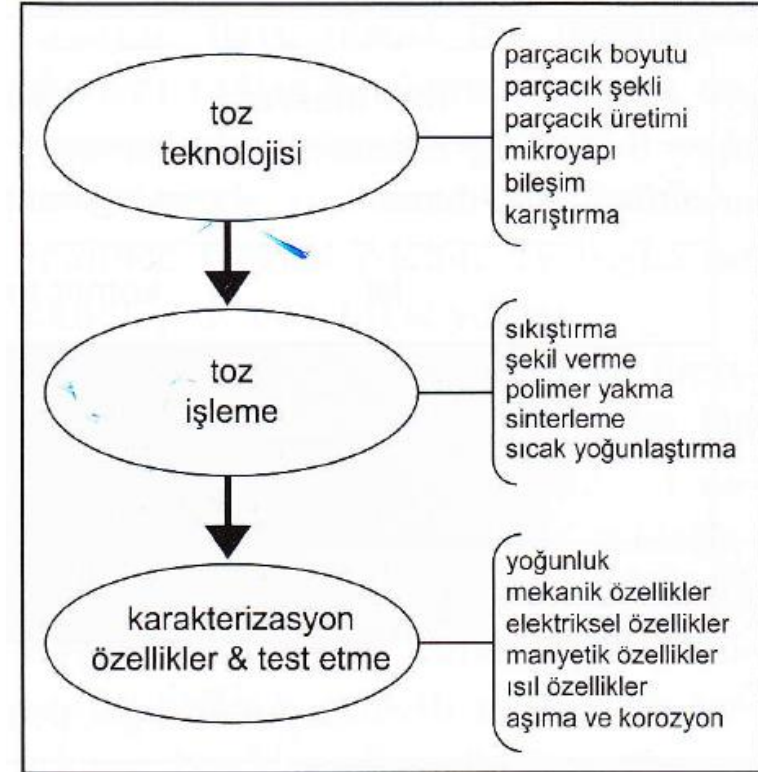 toz
teknolojisi
parçacık boyutu
parçacık şekli
parçacık üretimi
mikroyapı
bileşim
karıştırma
toz
işleme
sıkıştırma
şekil verme
polimer yakma
sinterleme
sıcak yoğunlaştırma
karakterizasyon
özellikler & test etme
yoğunluk
mekanik özellikler
elektriksel özellikler
manyetik özellikler
ısıl özellikler
aşıma ve korozyon